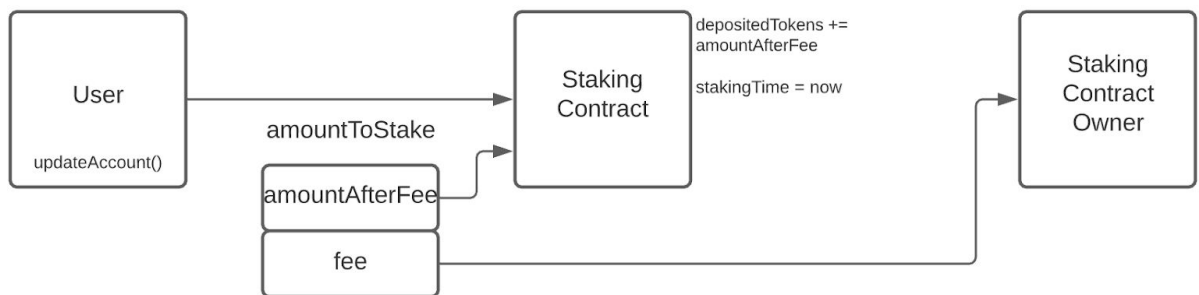 User
updateAccount()
amountToStake
amountAfterFee
fee
Staking
Contract
depositedTokens +=
amountAfterFee
stakingTime = now
Staking
Contract
Owner